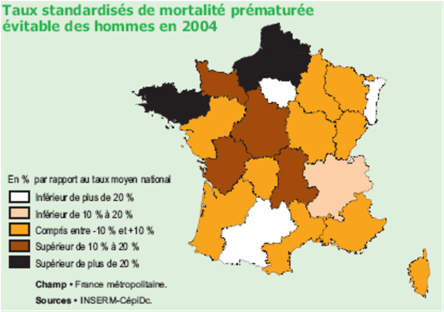 Taux standardisés de mortalité prématurée
évitable des hommes en 2004
En % par rapport au taux moyen national
Inférieur de plus de 20 %
Inférieur de 10 % à 20 %
Compris entre -10 % et +10 %
Supérieur de 10 % à 20 %
Supérieur de plus de 20 %
Champ • France métropolitaine.
Sources • INSERM-CépiDc.